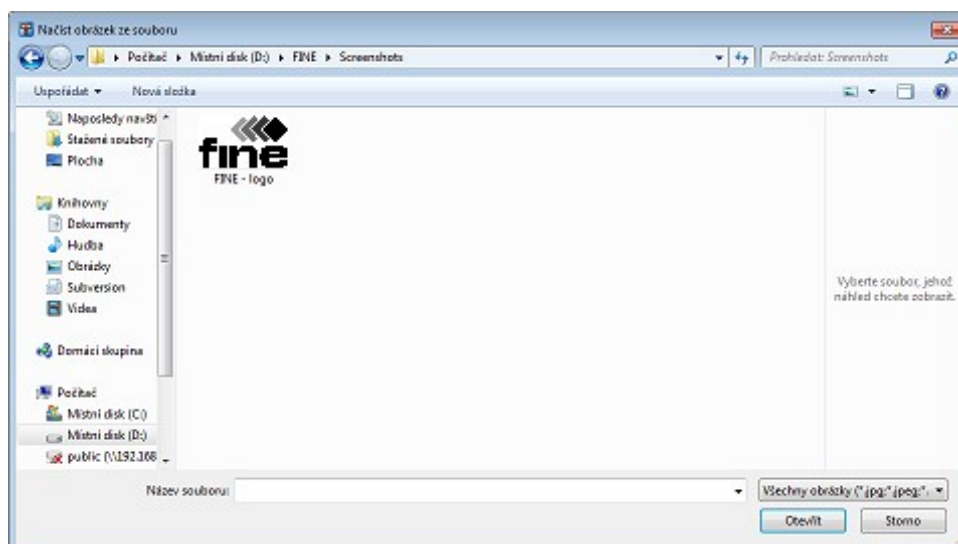 Načíst obrázek ze souboru
Počítač ▸ Místní disk (D:) ▸ FINE ▸ Screenshots
Prohledat: Screenshots
Uspořádat
Nová složka
Naposledy navští
Stažené soubory
Plocha
Knihovny
Dokumenty
Hudba
Obrázky
Subversion
Videa
Domácí skupina
Počítač
Místní disk (C:)
Místní disk (D:)
public (\\192.168
fine
FINE - logo
Vyberte soubor, jehož
náhled chcete zobrazit.
Název souboru:
Všechny obrázky (*.jpg;*.jpeg;*.
Otevřít
Storno